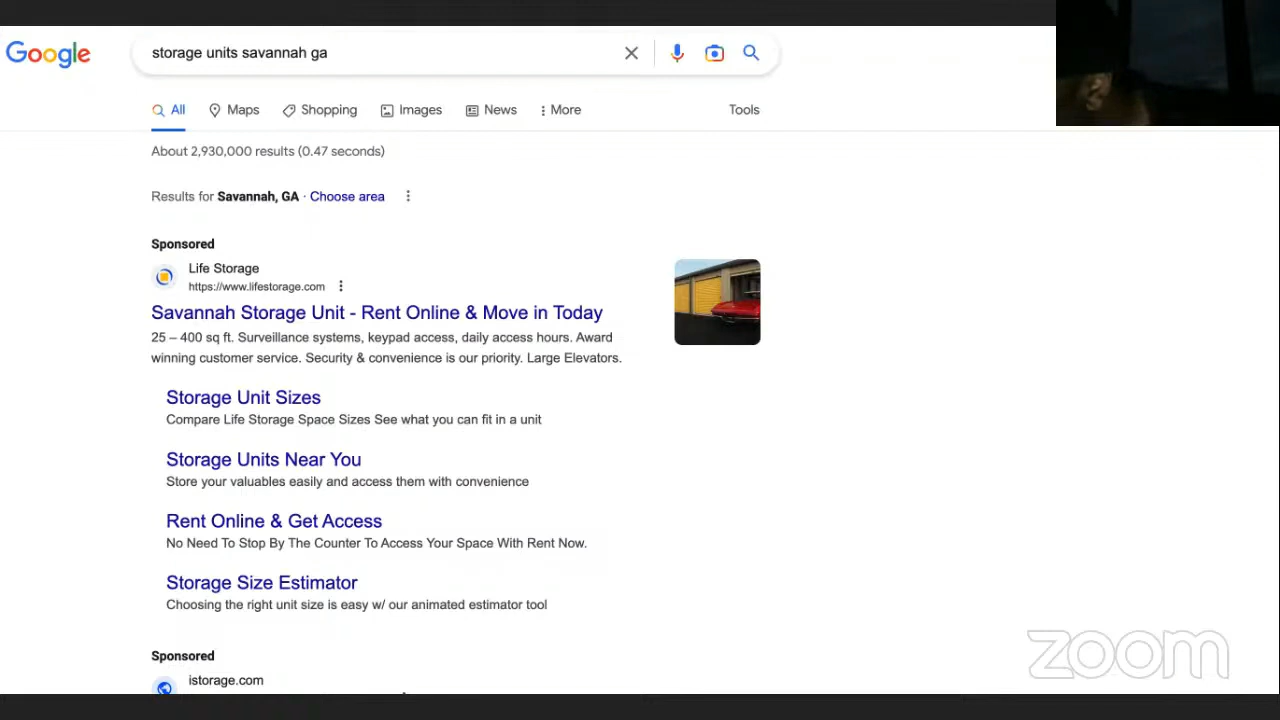 Google
storage units savannah ga
All Maps Shopping Images News More Tools
About 2,930,000 results (0.47 seconds)
Results for Savannah, GA · Choose area
Sponsored
Life Storage
https://www.lifestorage.com
Savannah Storage Unit - Rent Online & Move in Today
25 – 400 sq ft. Surveillance systems, keypad access, daily access hours. Award
winning customer service. Security & convenience is our priority. Large Elevators.
Storage Unit Sizes
Compare Life Storage Space Sizes See what you can fit in a unit
Storage Units Near You
Store your valuables easily and access them with convenience
Rent Online & Get Access
No Need To Stop By The Counter To Access Your Space With Rent Now.
Storage Size Estimator
Choosing the right unit size is easy w/ our animated estimator tool
Sponsored
istorage.com
zoom